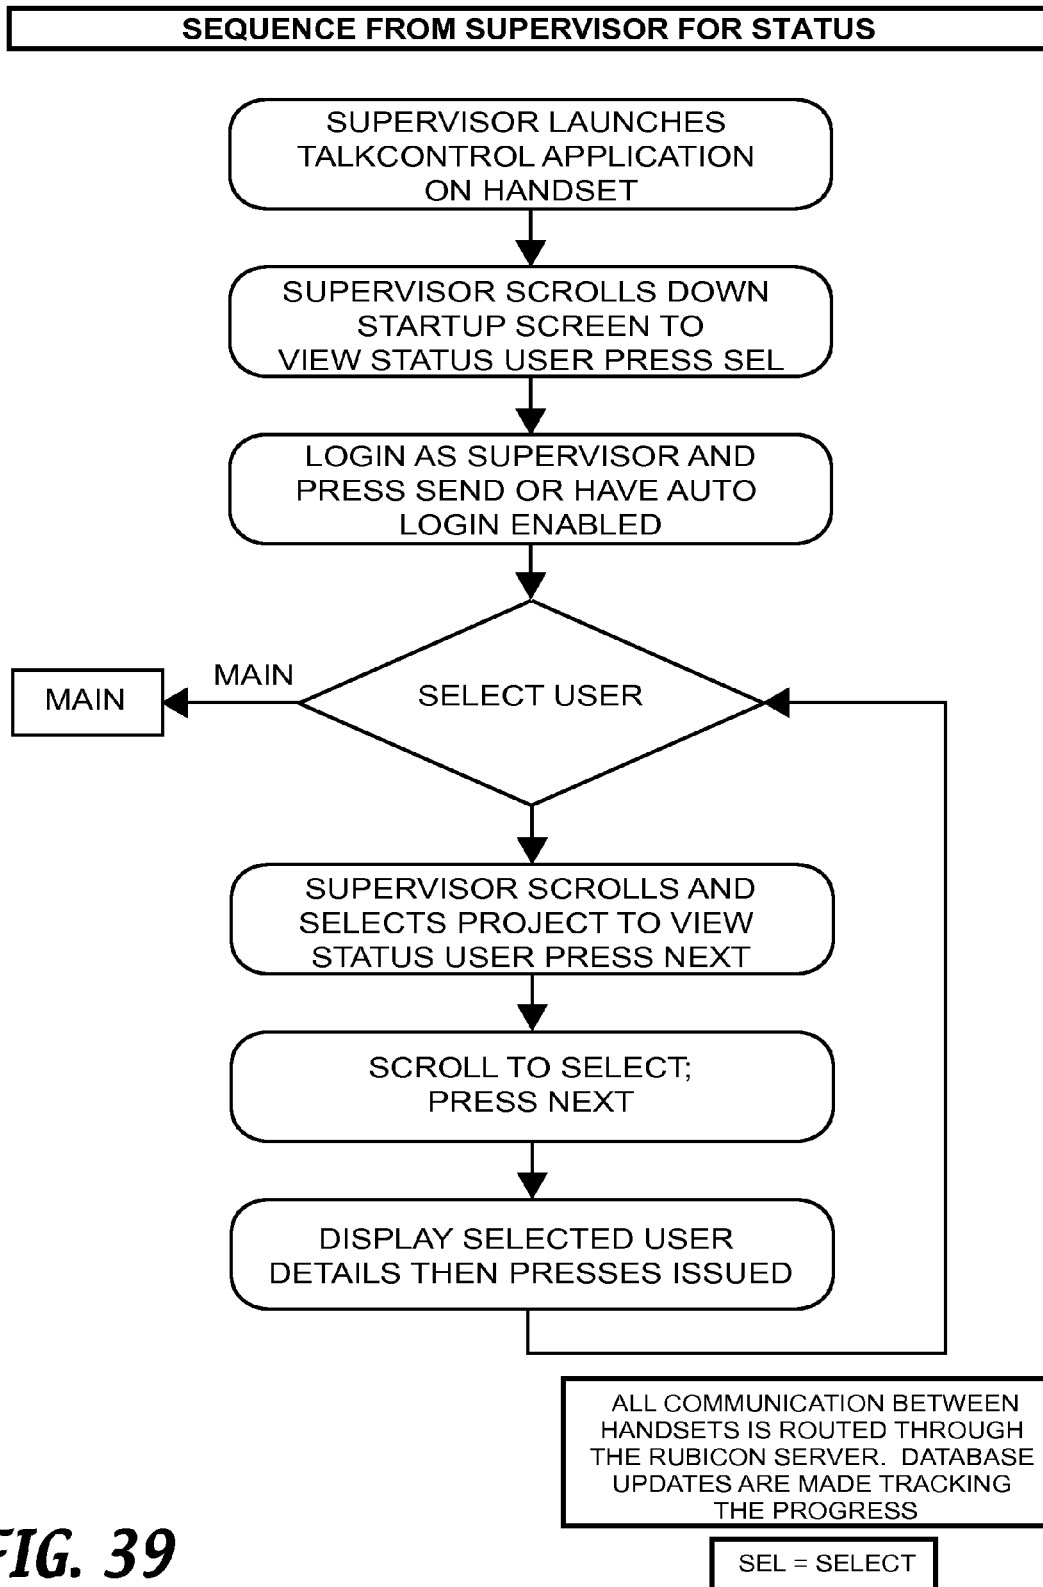 SEQUENCE FROM SUPERVISOR FOR STATUS
SUPERVISOR LAUNCHES
TALKCONTROL APPLICATION
ON HANDSET
SUPERVISOR SCROLLS DOWN
STARTUP SCREEN TO
VIEW STATUS USER PRESS SEL
LOGIN AS SUPERVISOR AND
PRESS SEND OR HAVE AUTO
LOGIN ENABLED
MAIN
MAIN
SELECT USER
SUPERVISOR SCROLLS AND
SELECTS PROJECT TO VIEW
STATUS USER PRESS NEXT
SCROLL TO SELECT;
PRESS NEXT
DISPLAY SELECTED USER
DETAILS THEN PRESSES ISSUED
ALL COMMUNICATION BETWEEN
HANDSETS IS ROUTED THROUGH
THE RUBICON SERVER. DATABASE
UPDATES ARE MADE TRACKING
THE PROGRESS
FIG. 39
SEL = SELECT